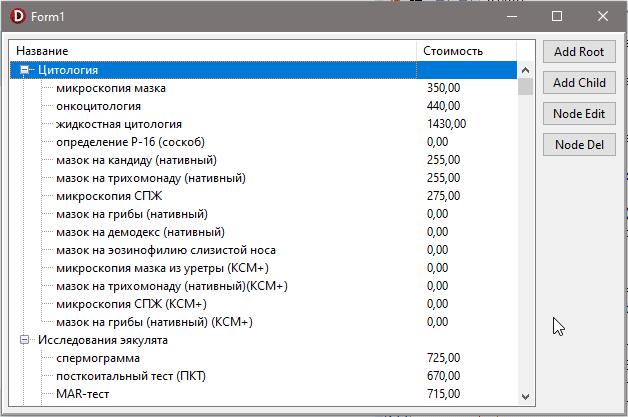 Form1
Название Стоимость
Add Root
Цитология
микроскопия мазка 350,00
Add Child
онкоцитология 440,00
Node Edit
жидкостная цитология 1430,00
определение P-16 (соскоб) 0,00
Node Del
мазок на кандиду (нативный) 255,00
мазок на трихомонаду (нативный) 255,00
микроскопия СПЖ 275,00
мазок на грибы (нативный) 0,00
мазок на демодекс (нативный) 0,00
мазок на эозинофилию слизистой носа 0,00
микроскопия мазка из уретры (КСМ+) 0,00
мазок на трихомонаду (нативный)(КСМ+) 0,00
микроскопия СПЖ (КСМ+) 0,00
мазок на грибы (нативный) (КСМ+) 0,00
Исследования эякулята
спермограмма 725,00
посткоитальный тест (ПКТ) 670,00
MAR-тест 715,00